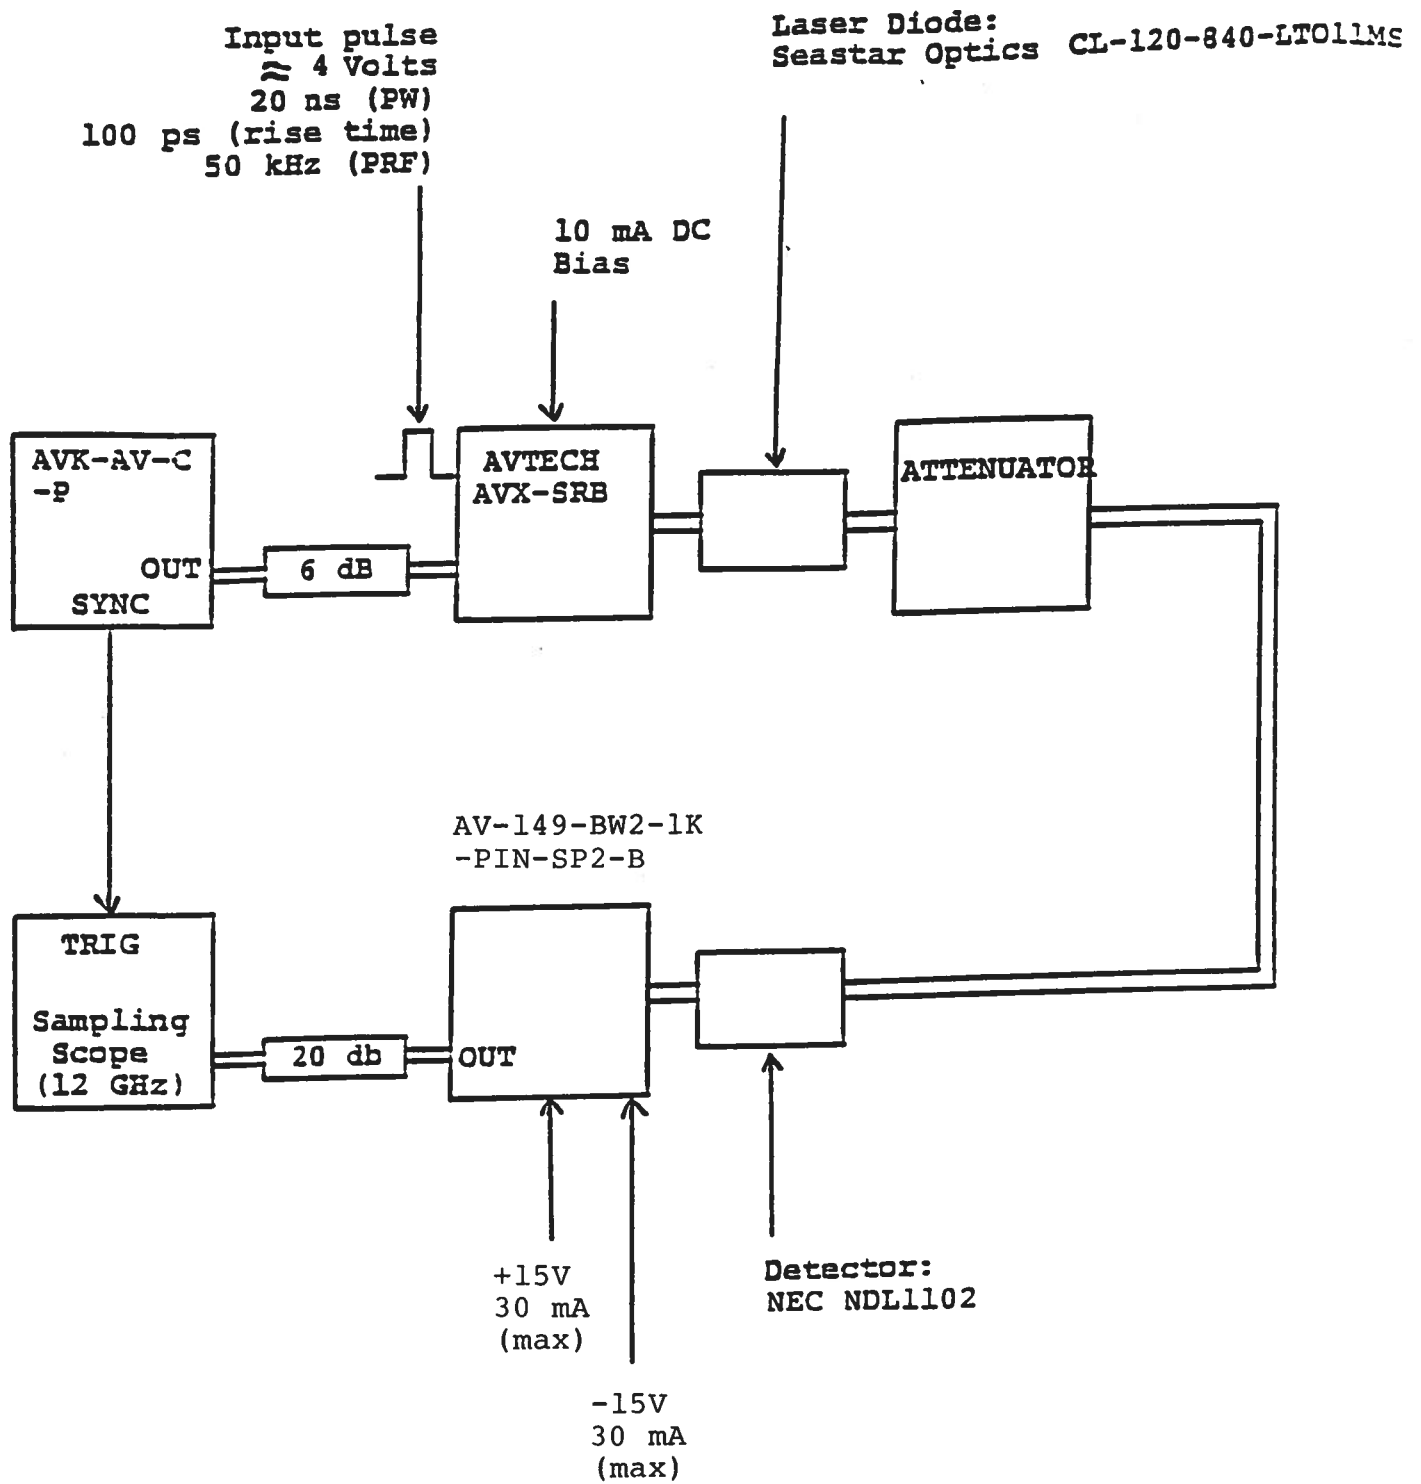 Input pulse
≈ 4 Volts
20 ns (PW)
100 ps (rise time)
50 kHz (PRF)
Laser Diode:
Seastar Optics CL-120-840-LT011MS
10 mA DC
Bias
AVK-AV-C
-P
OUT
SYNC
6 dB
AVTECH
AVX-SRB
ATTENUATOR
AV-149-BW2-1K
-PIN-SP2-B
TRIG
Sampling
Scope
(12 GHz)
20 db
OUT
+15V
30 mA
(max)
-15V
30 mA
(max)
Detector:
NEC NDL1102